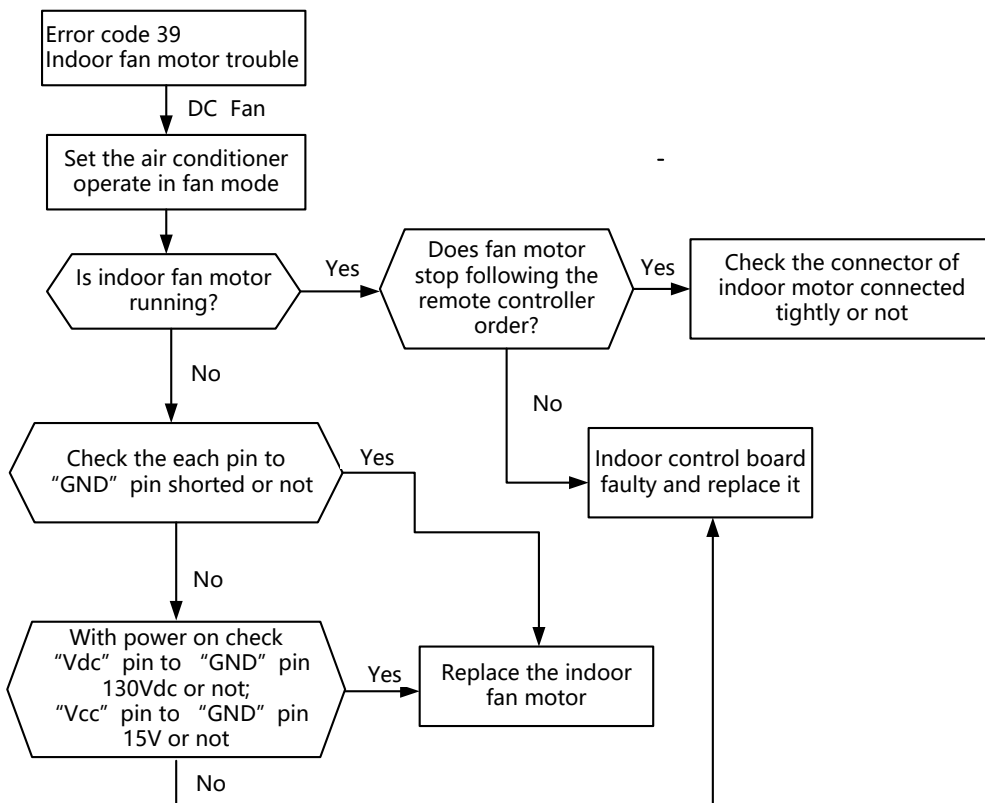 Error code 39
Indoor fan motor trouble
DC Fan
Set the air conditioner
operate in fan mode
-
Is indoor fan motor
running?
Yes
Does fan motor
stop following the
remote controller
order?
Yes
Check the connector of
indoor motor connected
tightly or not
No
No
Check the each pin to
“GND” pin shorted or not
Yes
Indoor control board
faulty and replace it
No
With power on check
“Vdc” pin to “GND” pin
130Vdc or not;
“Vcc” pin to “GND” pin
15V or not
Yes
Replace the indoor
fan motor
No